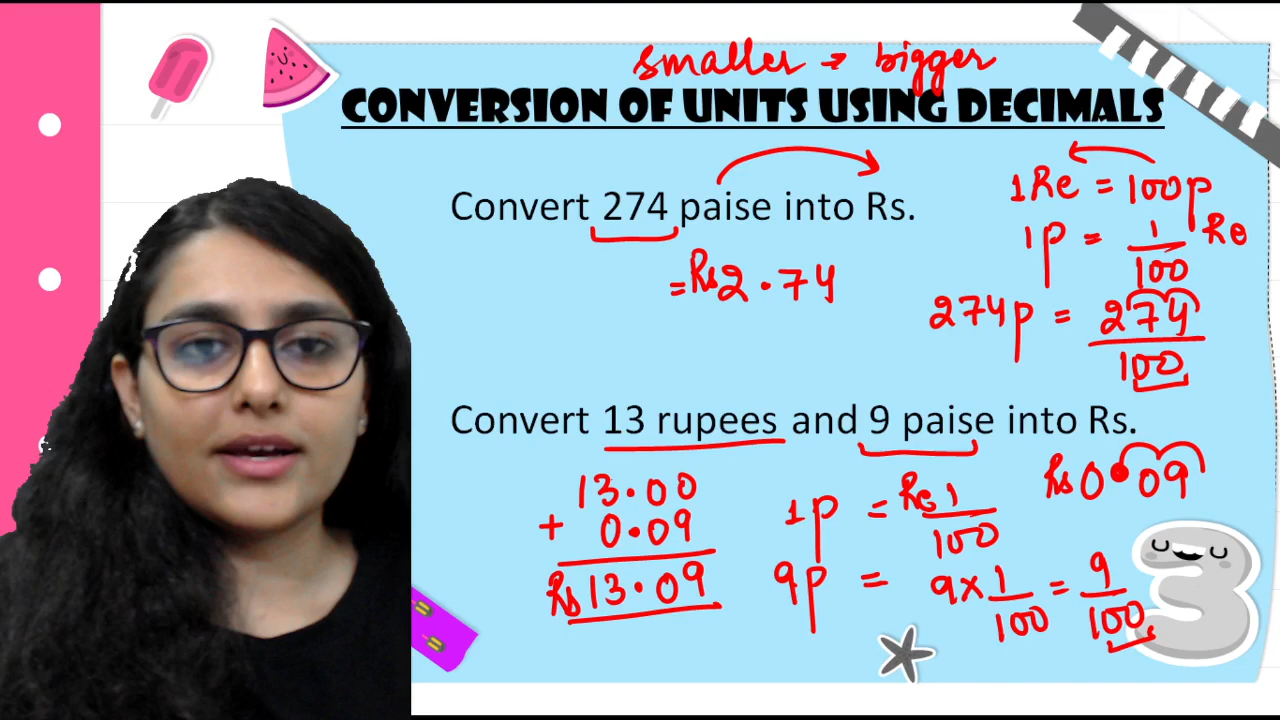 smaller → bigger
CONVERSION OF UNITS USING DECIMALS
Convert 274 paise into Rs.
= Rs 2.74
1Re = 100p
1p = 1/100 Re
274p = 274/100
Convert 13 rupees and 9 paise into Rs.
13.00
+ 0.09
Rs 13.09
1p = Re 1/100
9p = 9 × 1/100 = 9/100
Rs 0.09